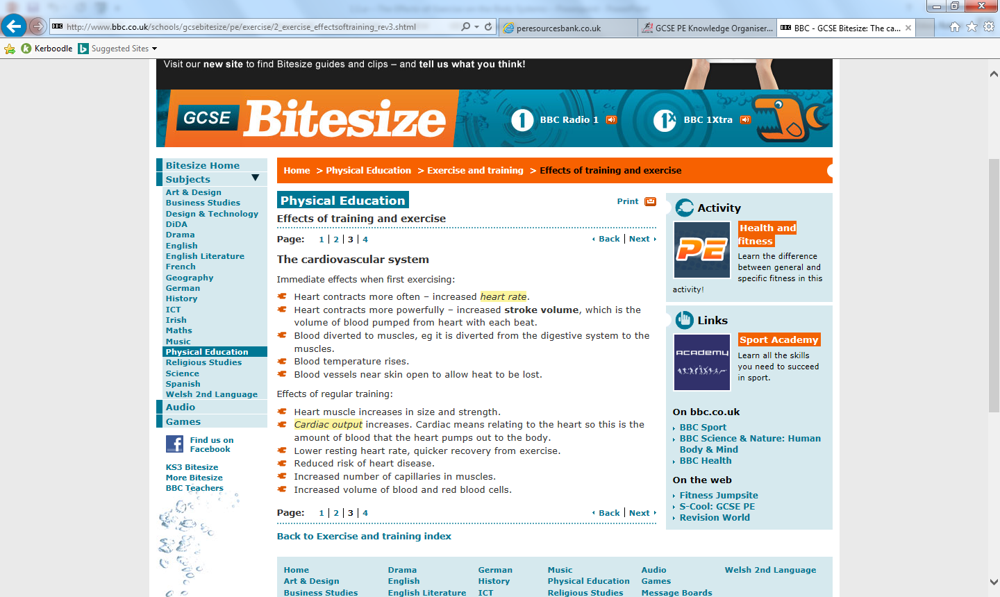 http://www.bbc.co.uk/schools/gcsebitesize/pe/exercise/2_exercise_effectsoftraining_rev3.shtml
peresourcesbank.co.uk
GCSE PE Knowledge Organiser...
BBC - GCSE Bitesize: The ca...
Kerboodle
Suggested Sites
Visit our new site to find Bitesize guides and clips – and tell us what you think!
GCSE Bitesize
1 BBC Radio 1
1X BBC 1Xtra
Bitesize Home
Subjects
Art & Design
Business Studies
Design & Technology
DiDA
Drama
English
English Literature
French
Geography
German
History
ICT
Irish
Maths
Music
Physical Education
Religious Studies
Science
Spanish
Welsh 2nd Language
Audio
Games
Find us on
Facebook
KS3 Bitesize
More Bitesize
BBC Teachers
Home > Physical Education > Exercise and training > Effects of training and exercise
Physical Education
Print
Effects of training and exercise
Page: 1 | 2 | 3 | 4
Back | Next
The cardiovascular system
Immediate effects when first exercising:
Heart contracts more often – increased heart rate.
Heart contracts more powerfully – increased stroke volume, which is the
volume of blood pumped from heart with each beat.
Blood diverted to muscles, eg it is diverted from the digestive system to the
muscles.
Blood temperature rises.
Blood vessels near skin open to allow heat to be lost.
Effects of regular training:
Heart muscle increases in size and strength.
Cardiac output increases. Cardiac means relating to the heart so this is the
amount of blood that the heart pumps out to the body.
Lower resting heart rate, quicker recovery from exercise.
Reduced risk of heart disease.
Increased number of capillaries in muscles.
Increased volume of blood and red blood cells.
Page: 1 | 2 | 3 | 4
Back | Next
Back to Exercise and training index
Activity
PE
Health and
fitness
Learn the difference
between general and
specific fitness in this
activity!
Links
ACADEMY
Sport Academy
Learn all the skills
you need to succeed
in sport.
On bbc.co.uk
BBC Sport
BBC Science & Nature: Human
Body & Mind
BBC Health
On the web
Fitness Jumpsite
S-Cool: GCSE PE
Revision World
Home Drama German Music Audio Welsh 2nd Language
Art & Design English History Physical Education Games
Business Studies English Literature ICT Religious Studies Message Boards